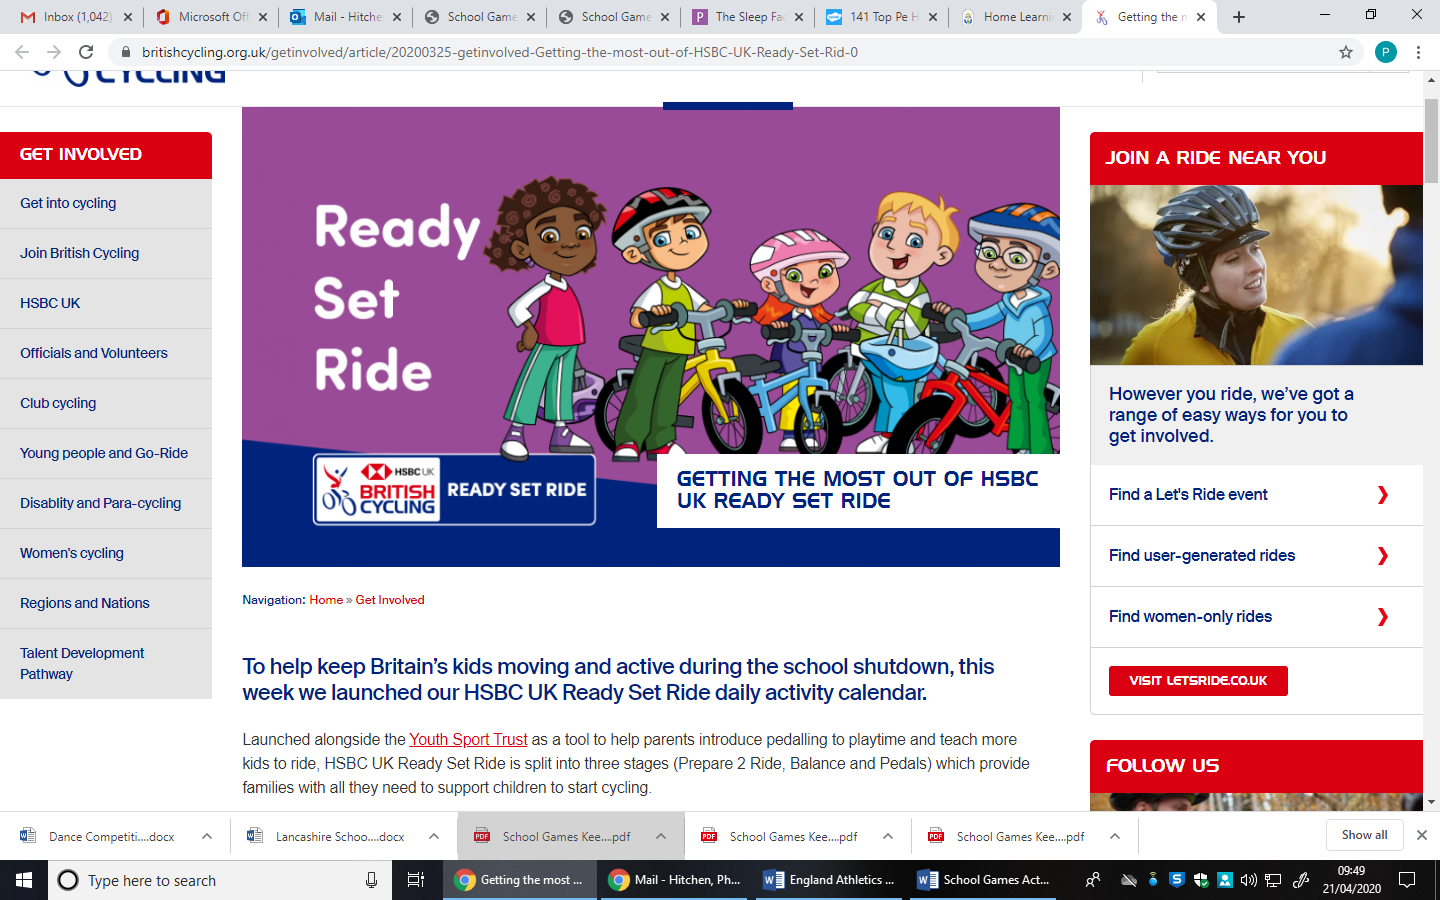 Inbox (1,042)
Microsoft Off
Mail - Hitche
School Game
School Game
The Sleep Fac
141 Top Pe H
Home Learni
Getting the m
britishcycling.org.uk/getinvolved/article/20200325-getinvolved-Getting-the-most-out-of-HSBC-UK-Ready-Set-Rid-0
P
CYCLING
GET INVOLVED
Get into cycling
Join British Cycling
HSBC UK
Officials and Volunteers
Club cycling
Young people and Go-Ride
Disablity and Para-cycling
Women's cycling
Regions and Nations
Talent Development
Pathway
Ready
Set
Ride
HSBC UK
BRITISH
CYCLING
READY SET RIDE
GETTING THE MOST OUT OF HSBC
UK READY SET RIDE
Navigation: Home » Get Involved
To help keep Britain's kids moving and active during the school shutdown, this
week we launched our HSBC UK Ready Set Ride daily activity calendar.
Launched alongside the Youth Sport Trust as a tool to help parents introduce pedalling to playtime and teach more
kids to ride, HSBC UK Ready Set Ride is split into three stages (Prepare 2 Ride, Balance and Pedals) which provide
families with all they need to support children to start cycling.
JOIN A RIDE NEAR YOU
However you ride, we've got a
range of easy ways for you to
get involved.
Find a Let's Ride event
Find user-generated rides
Find women-only rides
VISIT LETSRIDE.CO.UK
FOLLOW US
Dance Competiti....docx
Lancashire Schoo....docx
School Games Kee....pdf
School Games Kee....pdf
School Games Kee....pdf
Show all
Type here to search
Getting the most ...
Mail - Hitchen, Ph...
England Athletics ...
School Games Act...
09:49
21/04/2020